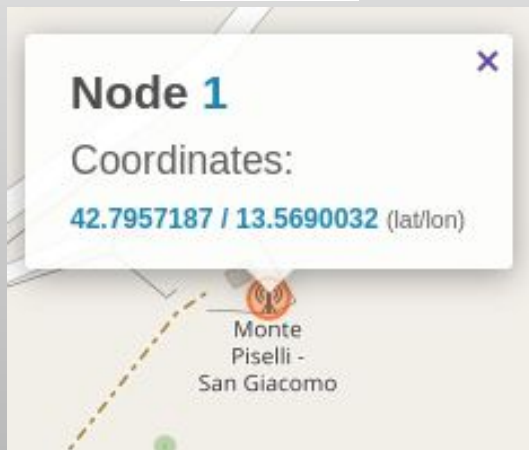 Node 1
Coordinates:
42.7957187 / 13.5690032 (lat/lon)
Monte
Piselli -
San Giacomo